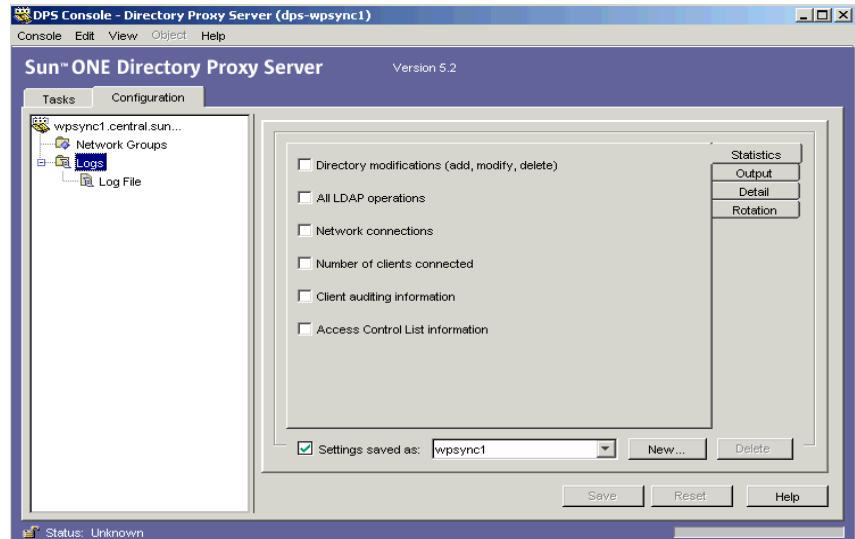 DPS Console - Directory Proxy Server (dps-wpsync1)
Console Edit View Object Help
Sun™ ONE Directory Proxy Server Version 5.2
Tasks Configuration
wpsync1.central.sun...
Network Groups
Logs
Log File
Directory modifications (add, modify, delete)
All LDAP operations
Network connections
Number of clients connected
Client auditing information
Access Control List information
Statistics
Output
Detail
Rotation
Settings saved as: wpsync1 New... Delete
Save Reset Help
Status: Unknown